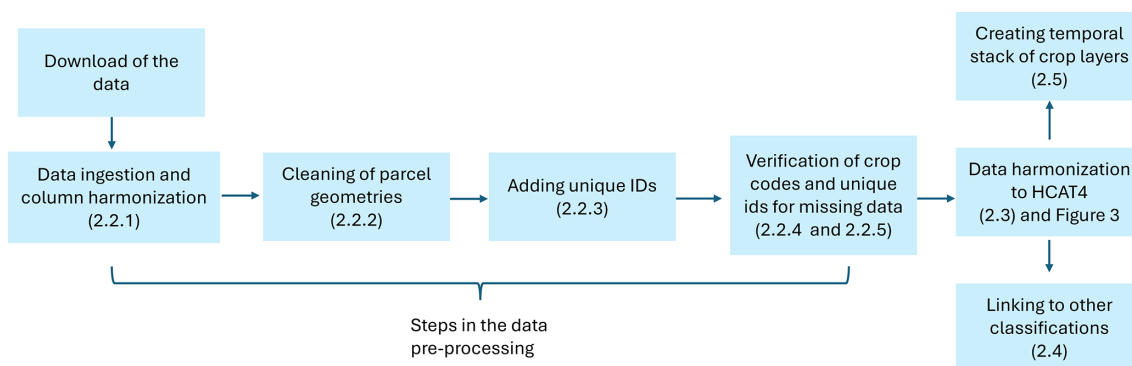 Download of the
data
Data ingestion and
column harmonization
(2.2.1)
Cleaning of parcel
geometries
(2.2.2)
Adding unique IDs
(2.2.3)
Verification of crop
codes and unique
ids for missing data
(2.2.4 and 2.2.5)
Creating temporal
stack of crop layers
(2.5)
Data harmonization
to HCAT4
(2.3) and Figure 3
Linking to other
classifications
(2.4)
Steps in the data
pre-processing